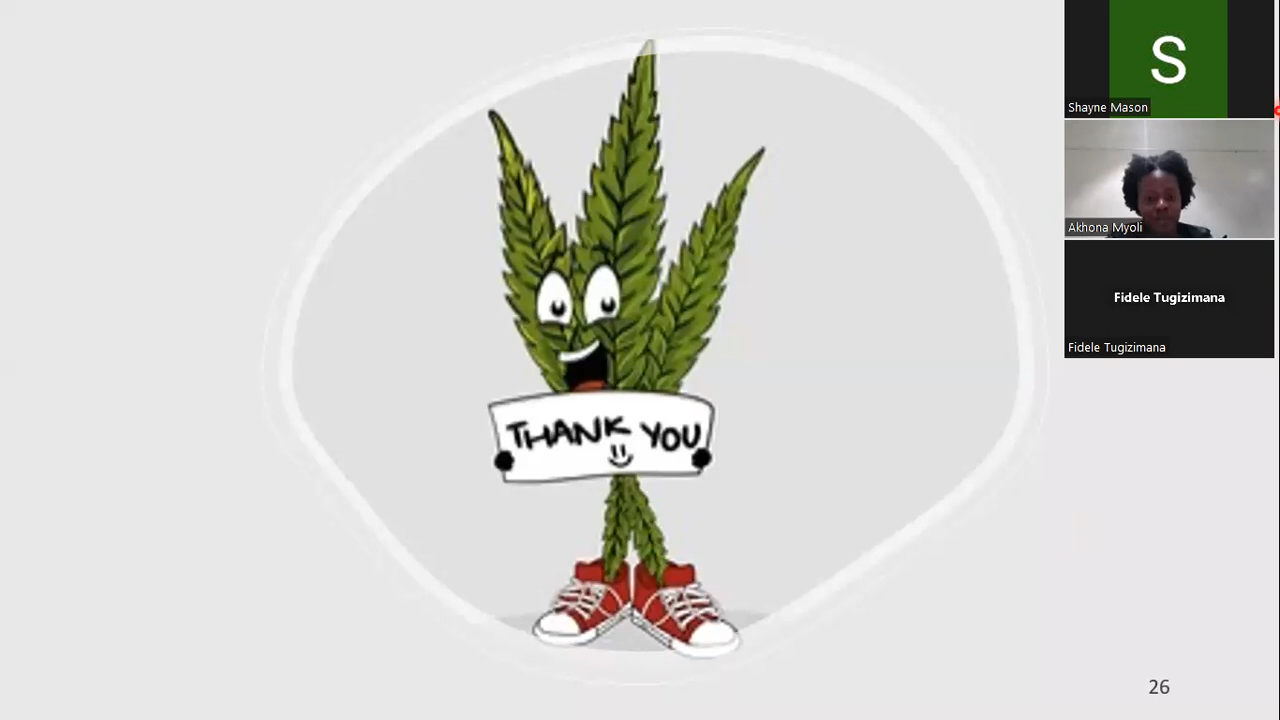 THANK YOU
S
Shayne Mason
Akhona Myoli
Fidele Tugizimana
Fidele Tugizimana
26